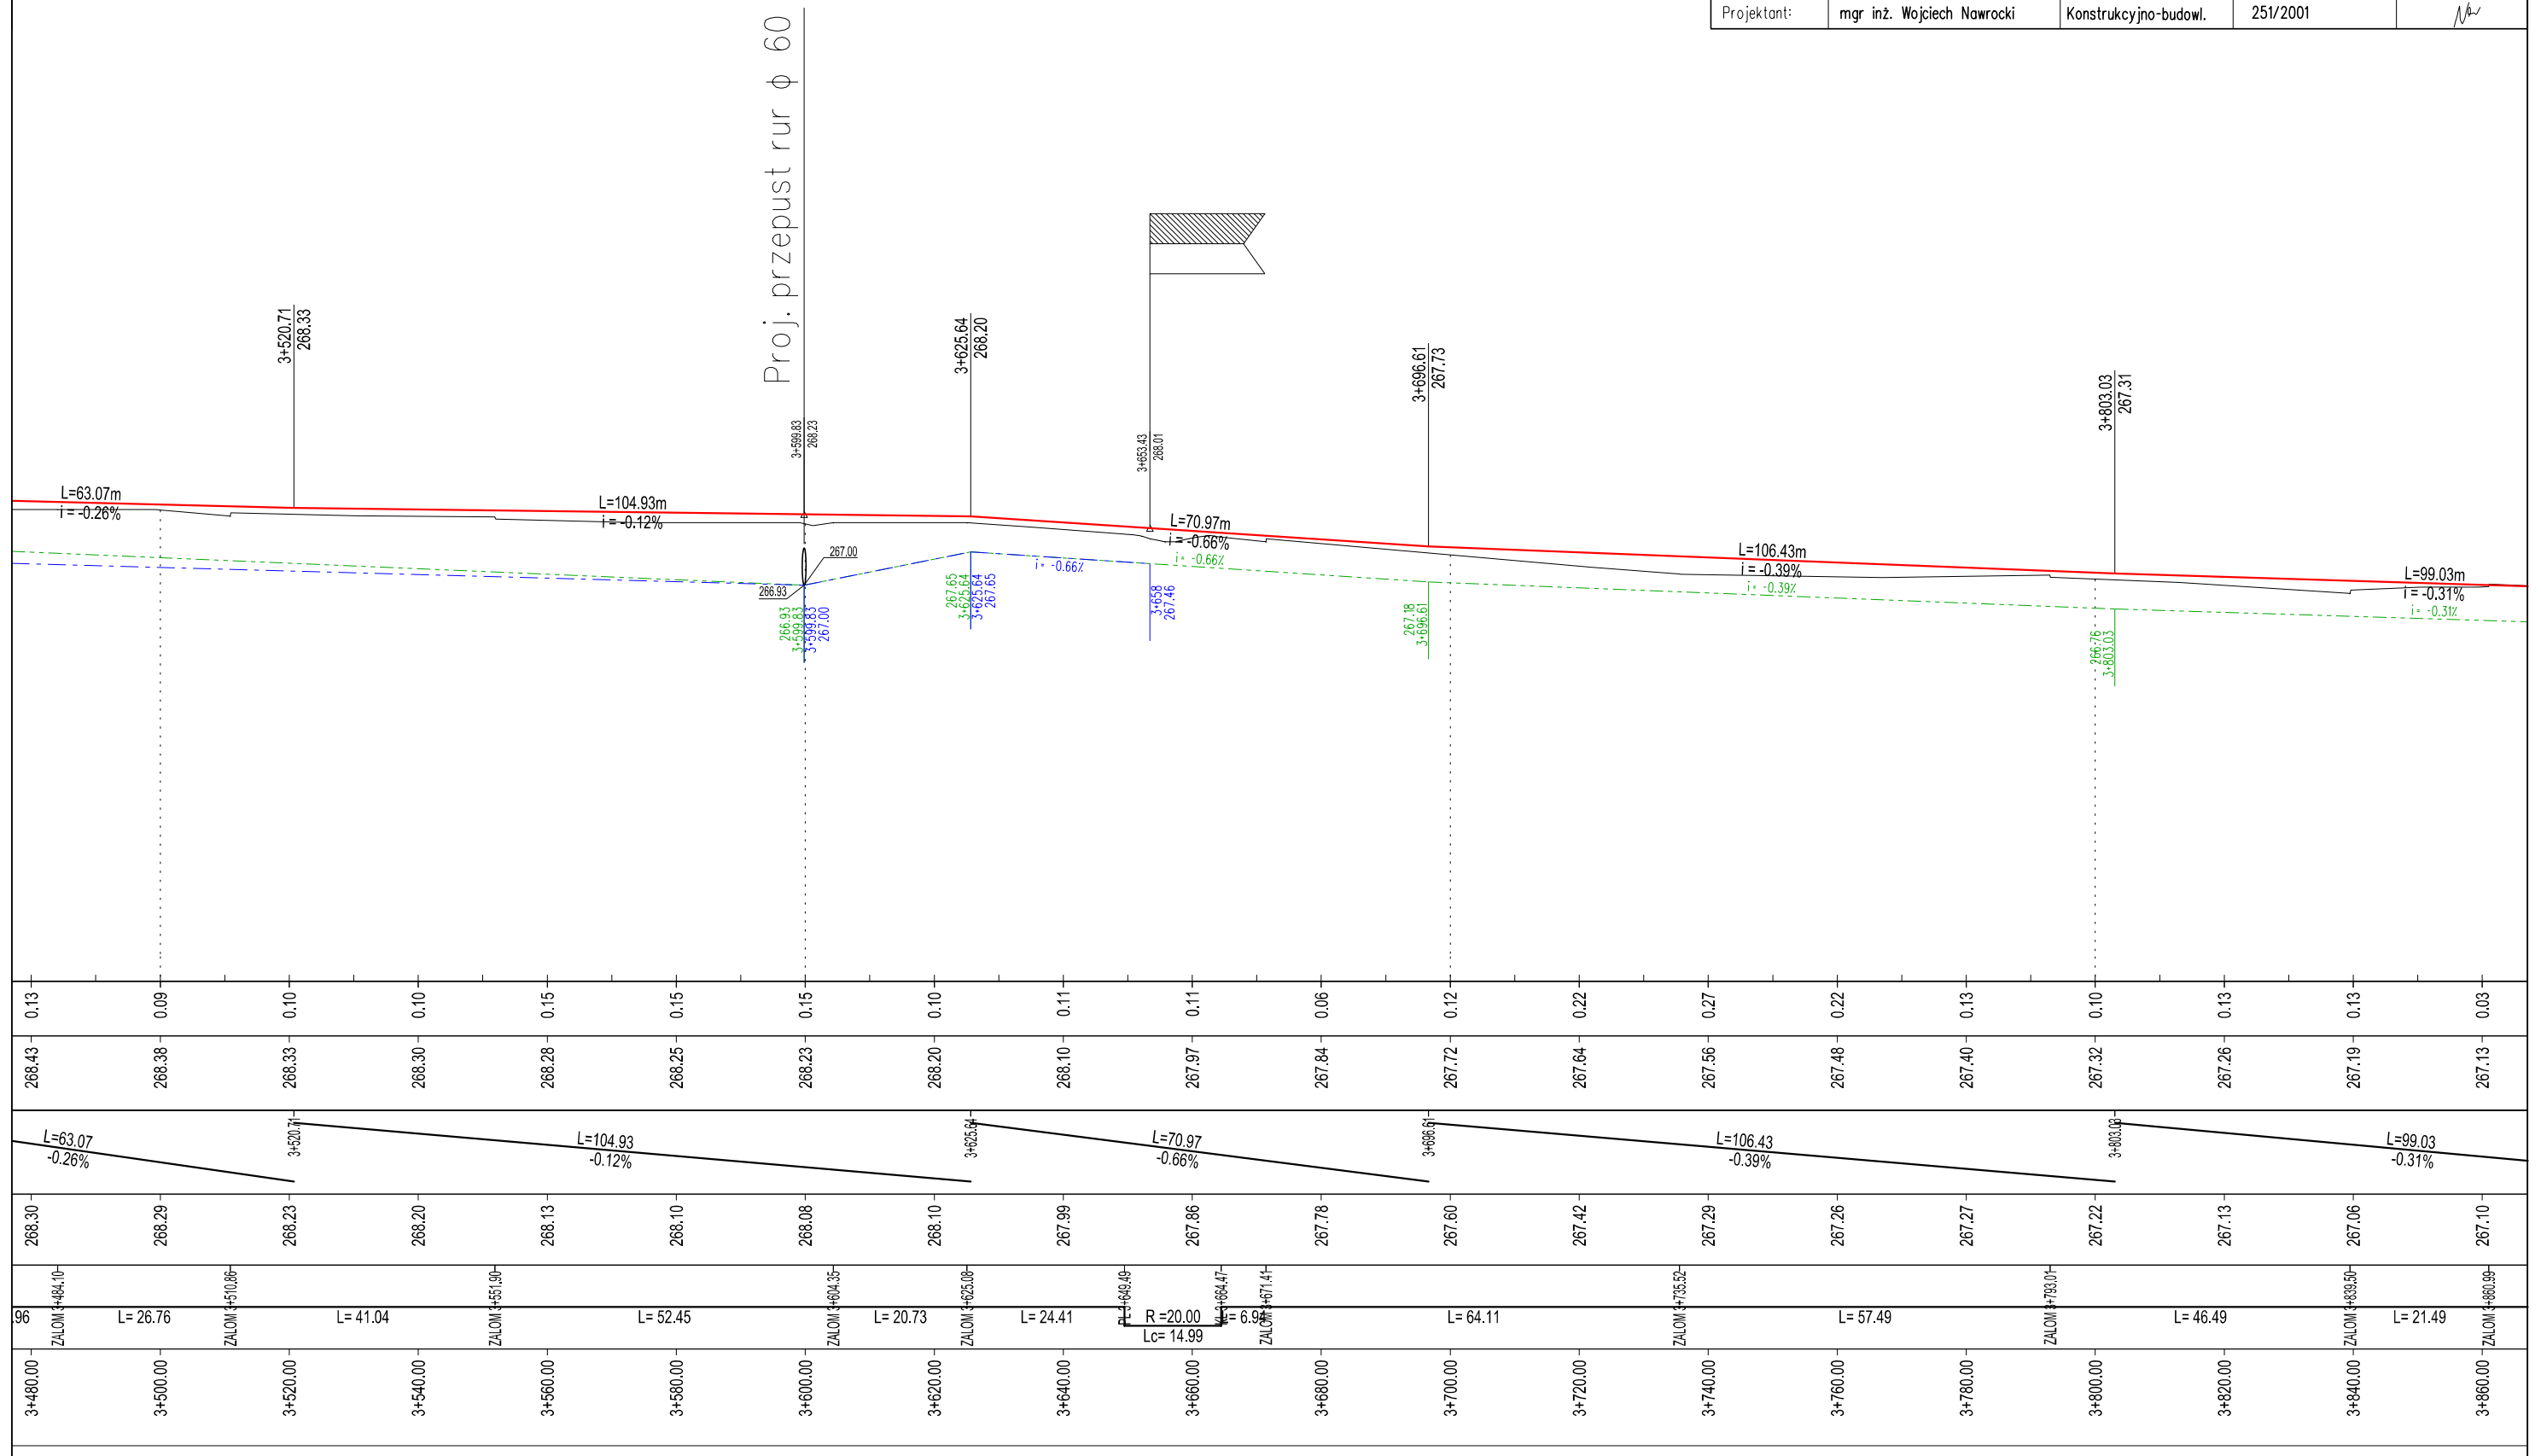 Projektant: mgr inż. Wojciech Nawrocki Konstrukcyjno-budowl. 251/2001
Proj. przepust rur ϕ 60
3+520.71
268.33
3+599.83
268.23
3+625.64
268.20
3+653.43
268.01
3+696.61
267.73
3+803.03
267.31
L=63.07m
i = -0.26%
L=104.93m
i = -0.12%
L=70.97m
i = -0.66%
i = -0.66%
i = -0.66%
L=106.43m
i = -0.39%
i = -0.39%
L=99.03m
i = -0.31%
i = -0.31%
267.00
266.93
266.93
3+599.83
3+599.83
267.00
267.65
3+625.64
3+625.64
267.65
3+658
267.46
267.18
3+696.61
266.76
3+803.03
0.13 0.09 0.10 0.10 0.15 0.15 0.15 0.10 0.11 0.11 0.06 0.12 0.22 0.27 0.22 0.13 0.10 0.13 0.13 0.03
268.43 268.38 268.33 268.30 268.28 268.25 268.23 268.20 268.10 267.97 267.84 267.72 267.64 267.56 267.48 267.40 267.32 267.26 267.19 267.13
3+520.71 3+625.64 3+696.61 3+803.03
L=63.07 L=104.93 L=70.97 L=106.43 L=99.03
-0.26% -0.12% -0.66% -0.39% -0.31%
268.30 268.29 268.23 268.20 268.13 268.10 268.08 268.10 267.99 267.86 267.78 267.60 267.42 267.29 267.26 267.27 267.22 267.13 267.06 267.10
ZALOM 3+484.10 ZALOM 3+510.86 ZALOM 3+551.90 ZALOM 3+604.35 ZALOM 3+625.08 PL 3+649.49 KL 3+664.47 ZALOM 3+671.41 ZALOM 3+735.52 ZALOM 3+793.01 ZALOM 3+839.50 ZALOM 3+860.99
.96 L= 26.76 L= 41.04 L= 52.45 L= 20.73 L= 24.41 R =20.00 L= 6.94 L= 64.11 L= 57.49 L= 46.49 L= 21.49
Lc= 14.99
3+480.00 3+500.00 3+520.00 3+540.00 3+560.00 3+580.00 3+600.00 3+620.00 3+640.00 3+660.00 3+680.00 3+700.00 3+720.00 3+740.00 3+760.00 3+780.00 3+800.00 3+820.00 3+840.00 3+860.00